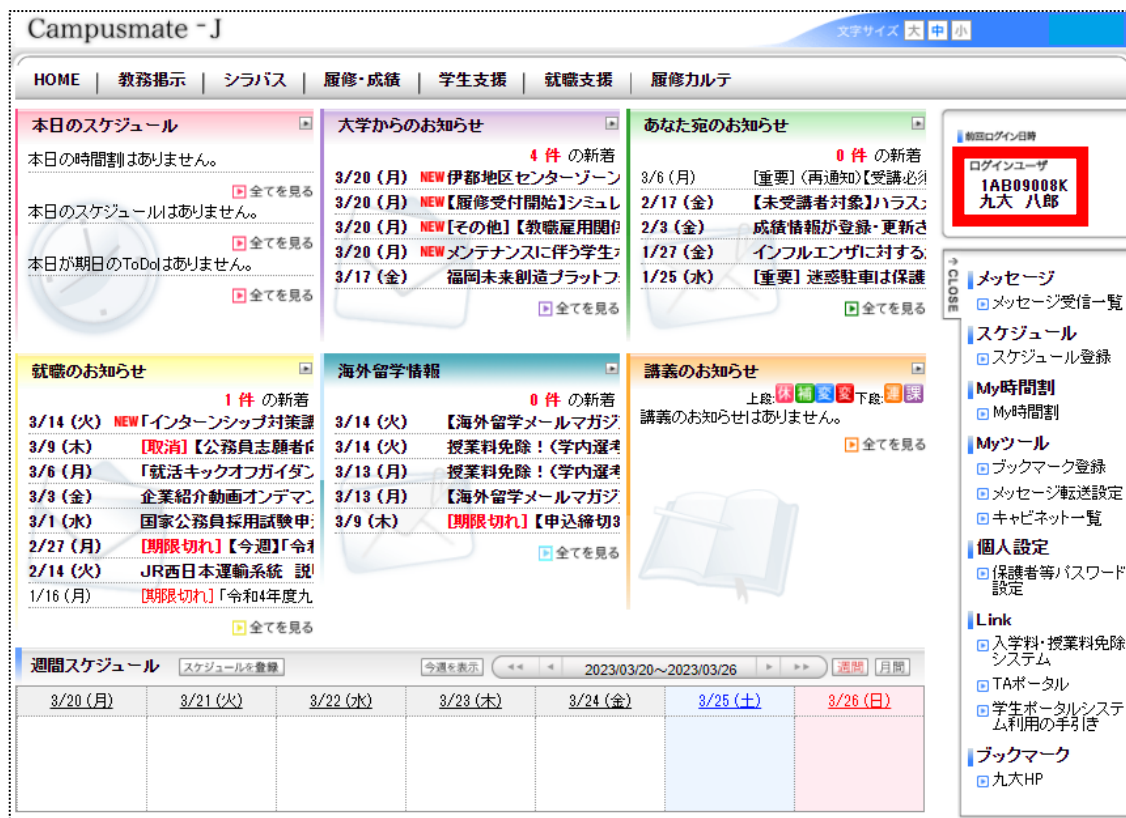 Campusmate - J
文字サイズ 大 中 小
HOME | 教務掲示 | シラバス | 履修・成績 | 学生支援 | 就職支援 | 履修カルテ
本日のスケジュール
本日の時間割はありません。
全てを見る
本日のスケジュールはありません。
全てを見る
本日が期日のToDoはありません。
全てを見る
大学からのお知らせ
4 件 の新着
3/20 (月) NEW 伊都地区センターゾーン
3/20 (月) NEW 【履修受付開始】シミュレ
3/20 (月) NEW [その他]【教職雇用関
3/20 (月) NEW メンテナンスに伴う学生
3/17 (金) 福岡未来創造プラットフ
全てを見る
あなた宛のお知らせ
0 件 の新着
3/6 (月) [重要] (再通知)【受講必
2/17 (金) 【未受講者対象】ハラス
2/3 (金) 成績情報が登録・更新さ
1/27 (金) インフルエンザに対する
1/25 (水) [重要] 迷惑駐車は保護
全てを見る
前回ログイン日時
ログインユーザ
1AB09008K
九大 八郎
就職のお知らせ
1 件 の新着
3/14 (火) NEW 「インターンシップ対策講
3/9 (木) [取消]【公務員志願者
3/6 (月) 「就活キックオフガイダン
3/3 (金) 企業紹介動画オンデマン
3/1 (水) 国家公務員採用試験申
2/27 (月) [期限切れ]【今週】「令
2/14 (火) JR西日本運輸系統 説
1/16 (月) [期限切れ]「令和4年度九
全てを見る
海外留学情報
0 件 の新着
3/14 (火) 【海外留学メールマガジ
3/14 (火) 授業料免除!(学内選
3/13 (月) 授業料免除!(学内選
3/13 (月) 【海外留学メールマガジ
3/9 (木) [期限切れ]【申込締切3
全てを見る
講義のお知らせ
上段:休 補 変 変 下段:連 課
講義のお知らせはありません。
全てを見る
CLOSE
メッセージ
メッセージ受信一覧
スケジュール
スケジュール登録
My時間割
My時間割
Myツール
ブックマーク登録
メッセージ転送設定
キャビネット一覧
個人設定
保護者等パスワード
設定
Link
入学料・授業料免除
システム
TAポータル
学生ポータルシステ
ム利用の手引き
ブックマーク
九大HP
週間スケジュール スケジュールを登録 今週を表示 2023/03/20～2023/03/26 週間 月間
3/20 (月) 3/21 (火) 3/22 (水) 3/23 (木) 3/24 (金) 3/25 (土) 3/26 (日)